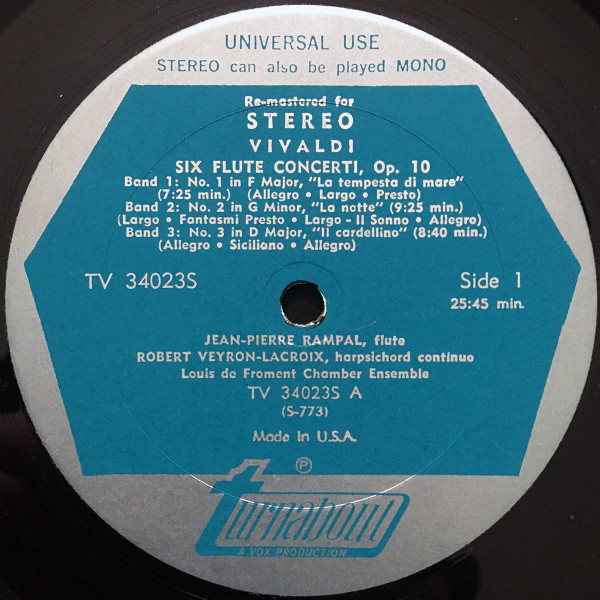 UNIVERSAL USE
STEREO can also be played MONO
Re-mastered for
STEREO
VIVALDI
SIX FLUTE CONCERTI, Op. 10
Band 1: No. 1 in F Major, "La tempesta di mare"
(7:25 min.) (Allegro • Largo • Presto)
Band 2: No. 2 in G Minor, "La notte" (9:25 min.)
(Largo • Fantasmi Presto • Largo - Il Sonno • Allegro)
Band 3: No. 3 in D Major, "Il cardellino" (8:40 min.)
(Allegro • Siciliano • Allegro)
TV 34023S
Side 1
25:45 min.
JEAN-PIERRE RAMPAL, flute
ROBERT VEYRON-LACROIX, harpsichord continuo
Louis de Froment Chamber Ensemble
TV 34023S A
(S-773)
Made in U.S.A.
℗
turnabout
A VOX PRODUCTION